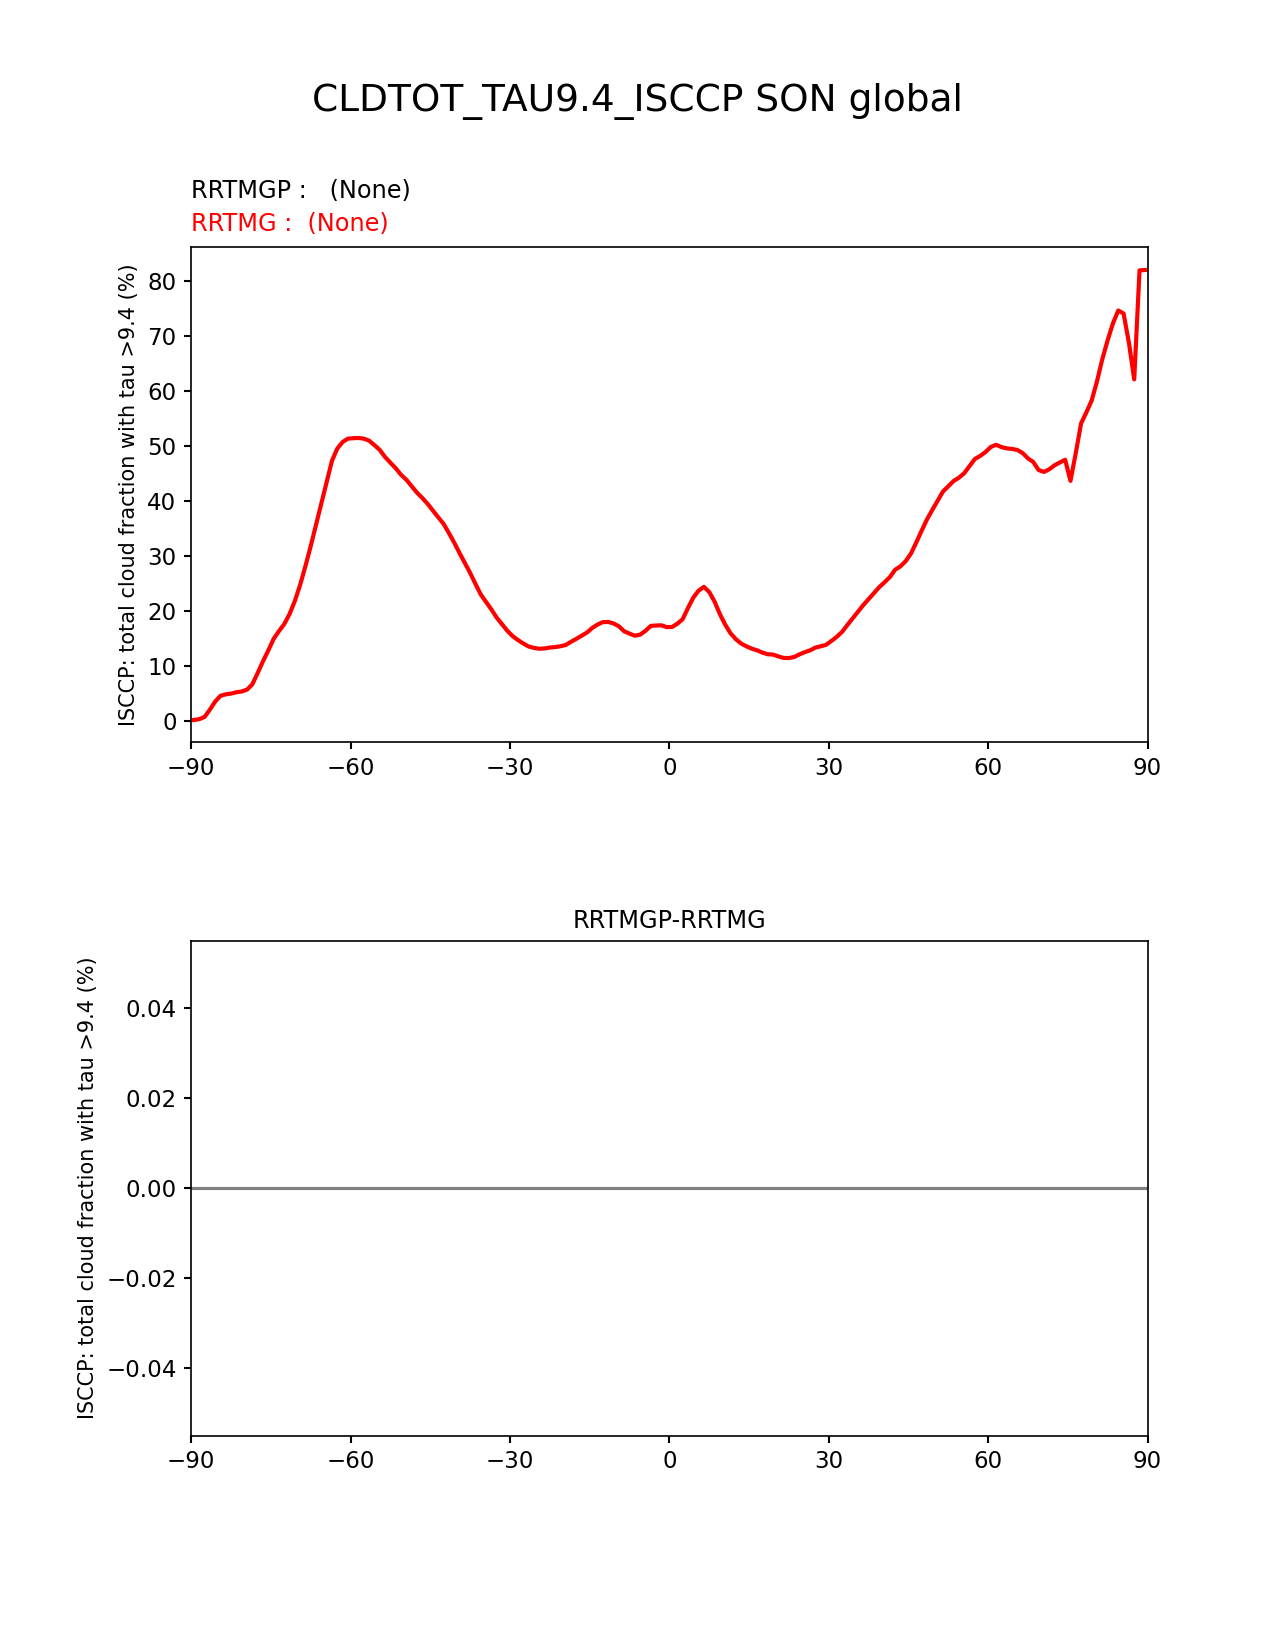 CLDTOT_TAU9.4_ISCCP SON global
RRTMGP :   (None)
RRTMG :  (None)
ISCCP: total cloud fraction with tau >9.4 (%)
80
70
60
50
40
30
20
10
0
−90 −60 −30 0 30 60 90
RRTMGP-RRTMG
ISCCP: total cloud fraction with tau >9.4 (%)
0.04
0.02
0.00
−0.02
−0.04
−90 −60 −30 0 30 60 90